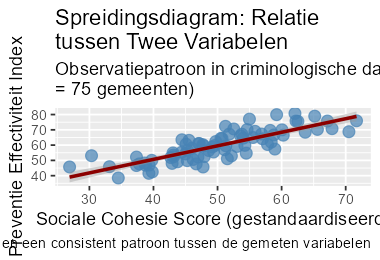 Spreidingsdiagram: Relatie
tussen Twee Variabelen
Observatiepatroon in criminologische da
= 75 gemeenten)
Preventie Effectiviteit Index
80
70
60
50
40
30
40
50
60
70
Sociale Cohesie Score (gestandaardiseerd
een consistent patroon tussen de gemeten variabelen